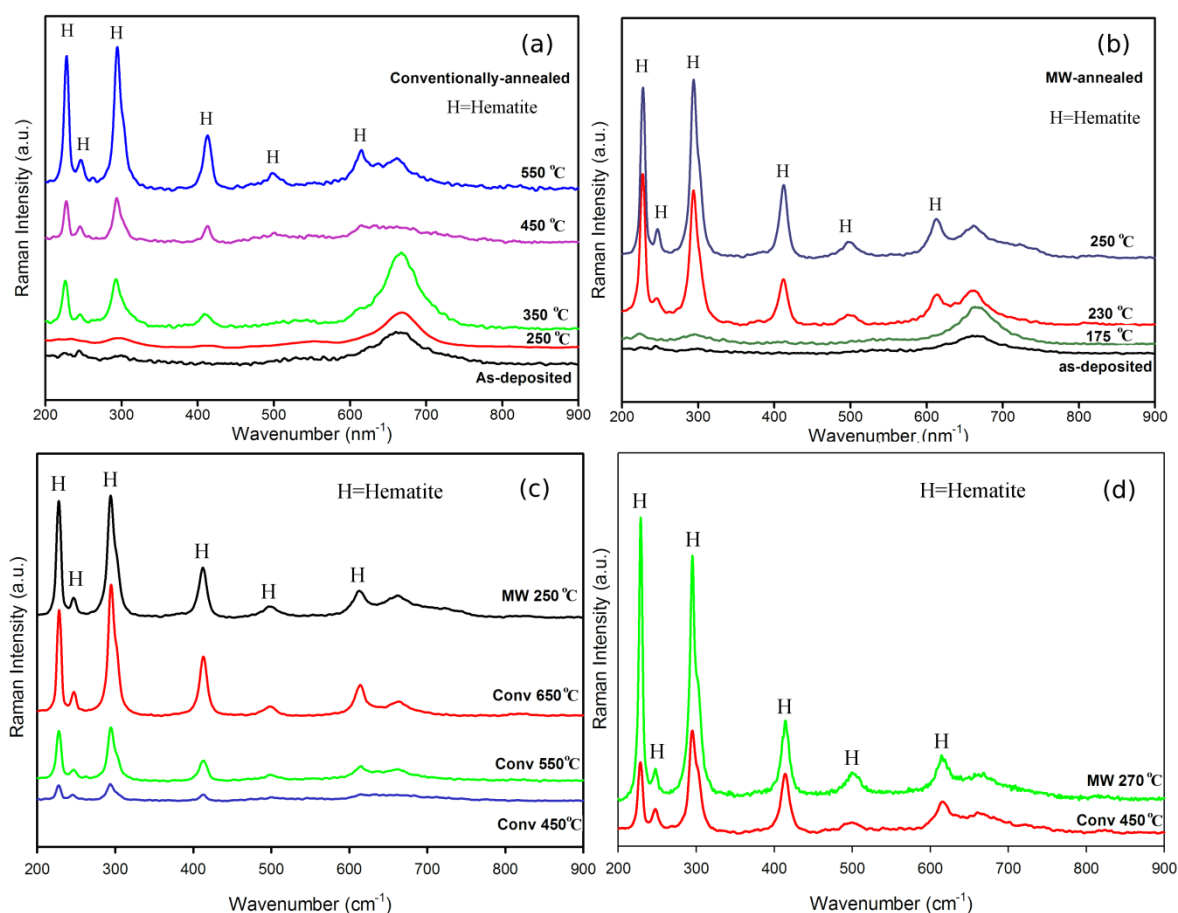 (a)
H
H
H
H
H
H
Conventionally-annealed
H=Hematite
550 °C
450 °C
350 °C
250 °C
As-deposited
Raman Intensity (a.u.)
200 300 400 500 600 700 800 900
Wavenumber (nm⁻¹)
(b)
H
H
H
H
H
H
MW-annealed
H=Hematite
250 °C
230 °C
175 °C
as-deposited
Raman Intensity (a.u.)
200 300 400 500 600 700 800 900
Wavenumber (nm⁻¹)
(c)
H
H
H
H
H
H
H=Hematite
MW 250 °C
Conv 650 °C
Conv 550 °C
Conv 450 °C
Raman Intensity (a.u.)
200 300 400 500 600 700 800 900
Wavenumber (cm⁻¹)
(d)
H
H
H
H
H
H
H=Hematite
MW 270 °C
Conv 450 °C
Raman Intensity (a.u.)
200 300 400 500 600 700 800 900
Wavenumber (cm⁻¹)